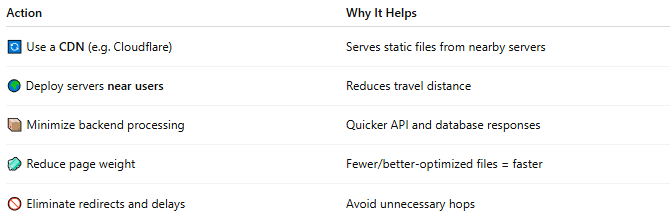 Action Why It Helps
🔄 Use a CDN (e.g. Cloudflare) Serves static files from nearby servers
🌍 Deploy servers near users Reduces travel distance
📦 Minimize backend processing Quicker API and database responses
🧼 Reduce page weight Fewer/better-optimized files = faster
🚫 Eliminate redirects and delays Avoid unnecessary hops